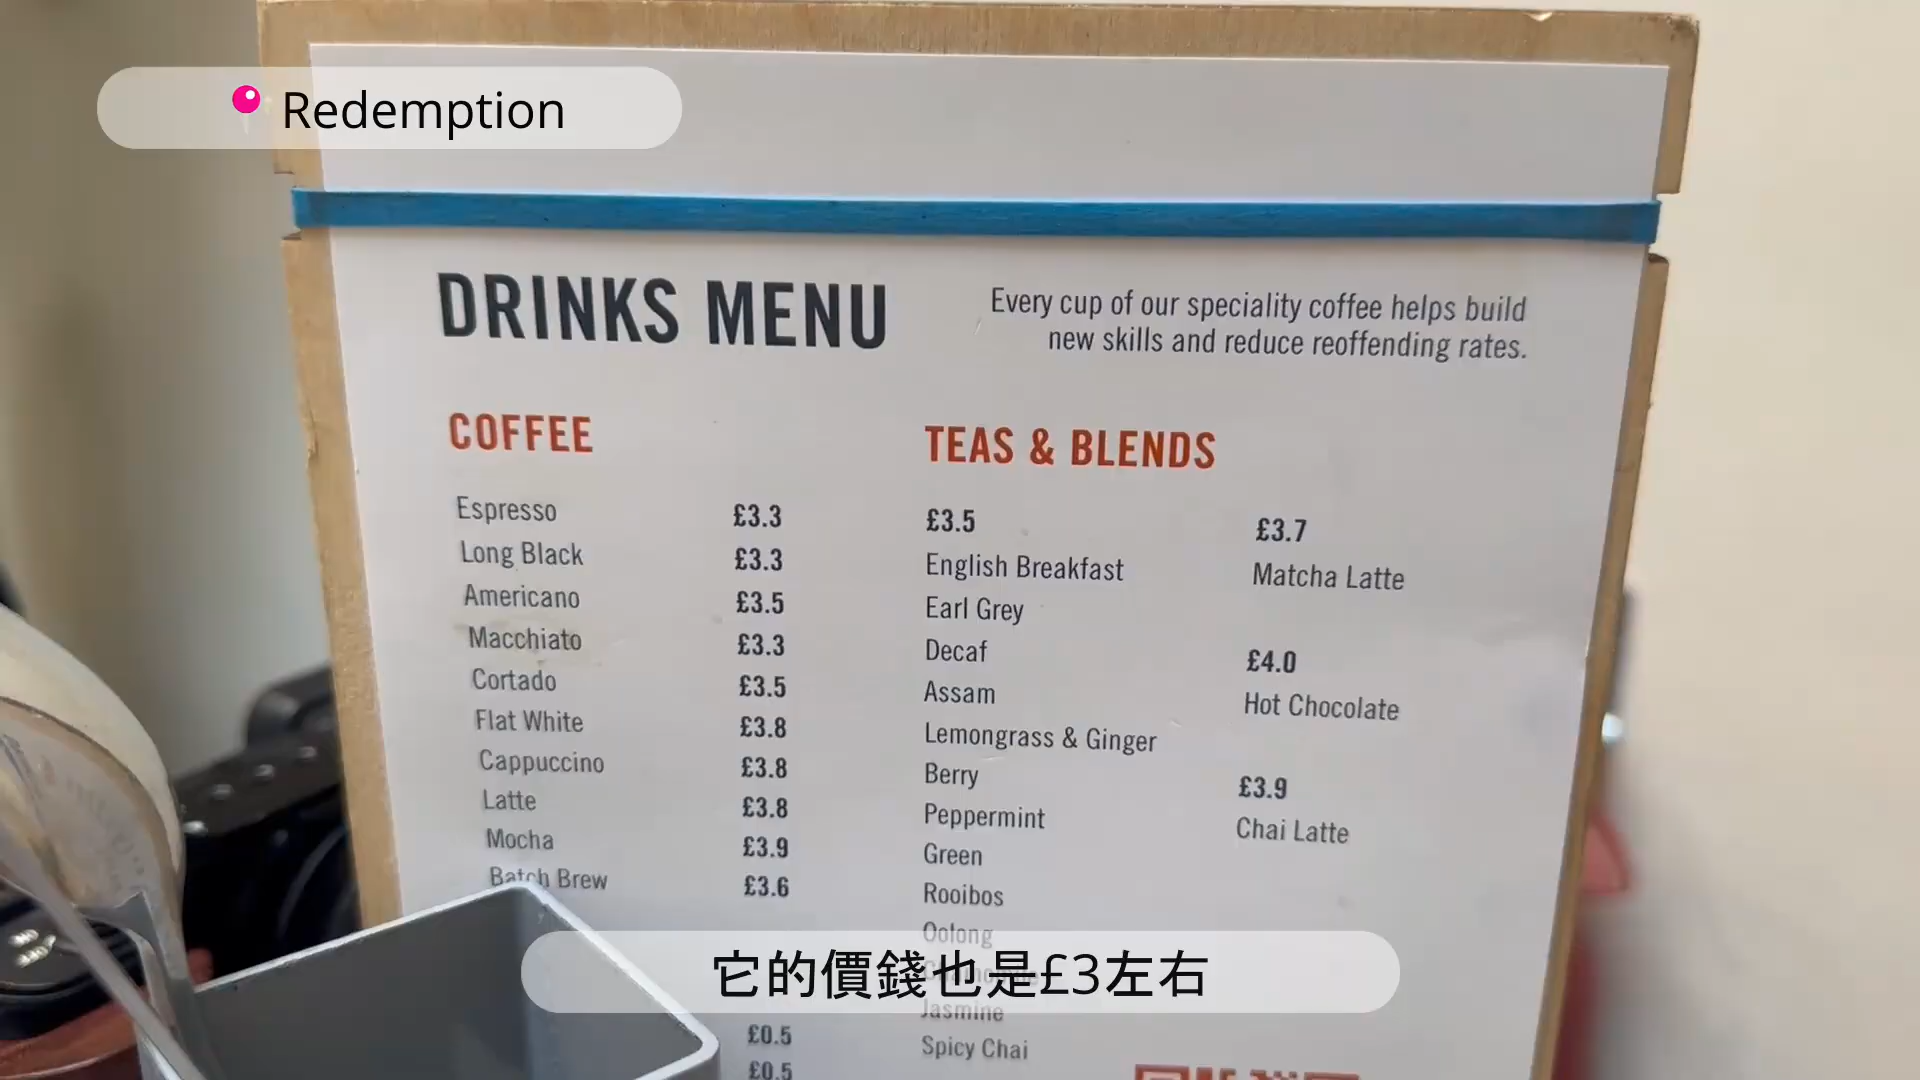 Redemption
DRINKS MENU
Every cup of our speciality coffee helps build
new skills and reduce reoffending rates.
COFFEE
Espresso £3.3
Long Black £3.3
Americano £3.5
Macchiato £3.3
Cortado £3.5
Flat White £3.8
Cappuccino £3.8
Latte £3.8
Mocha £3.9
Batch Brew £3.6
£0.5
£0.5
TEAS & BLENDS
£3.5
English Breakfast
Earl Grey
Decaf
Assam
Lemongrass & Ginger
Berry
Peppermint
Green
Rooibos
Oolong
Jasmine
Spicy Chai
£3.7
Matcha Latte
£4.0
Hot Chocolate
£3.9
Chai Latte
它的價錢也是£3左右